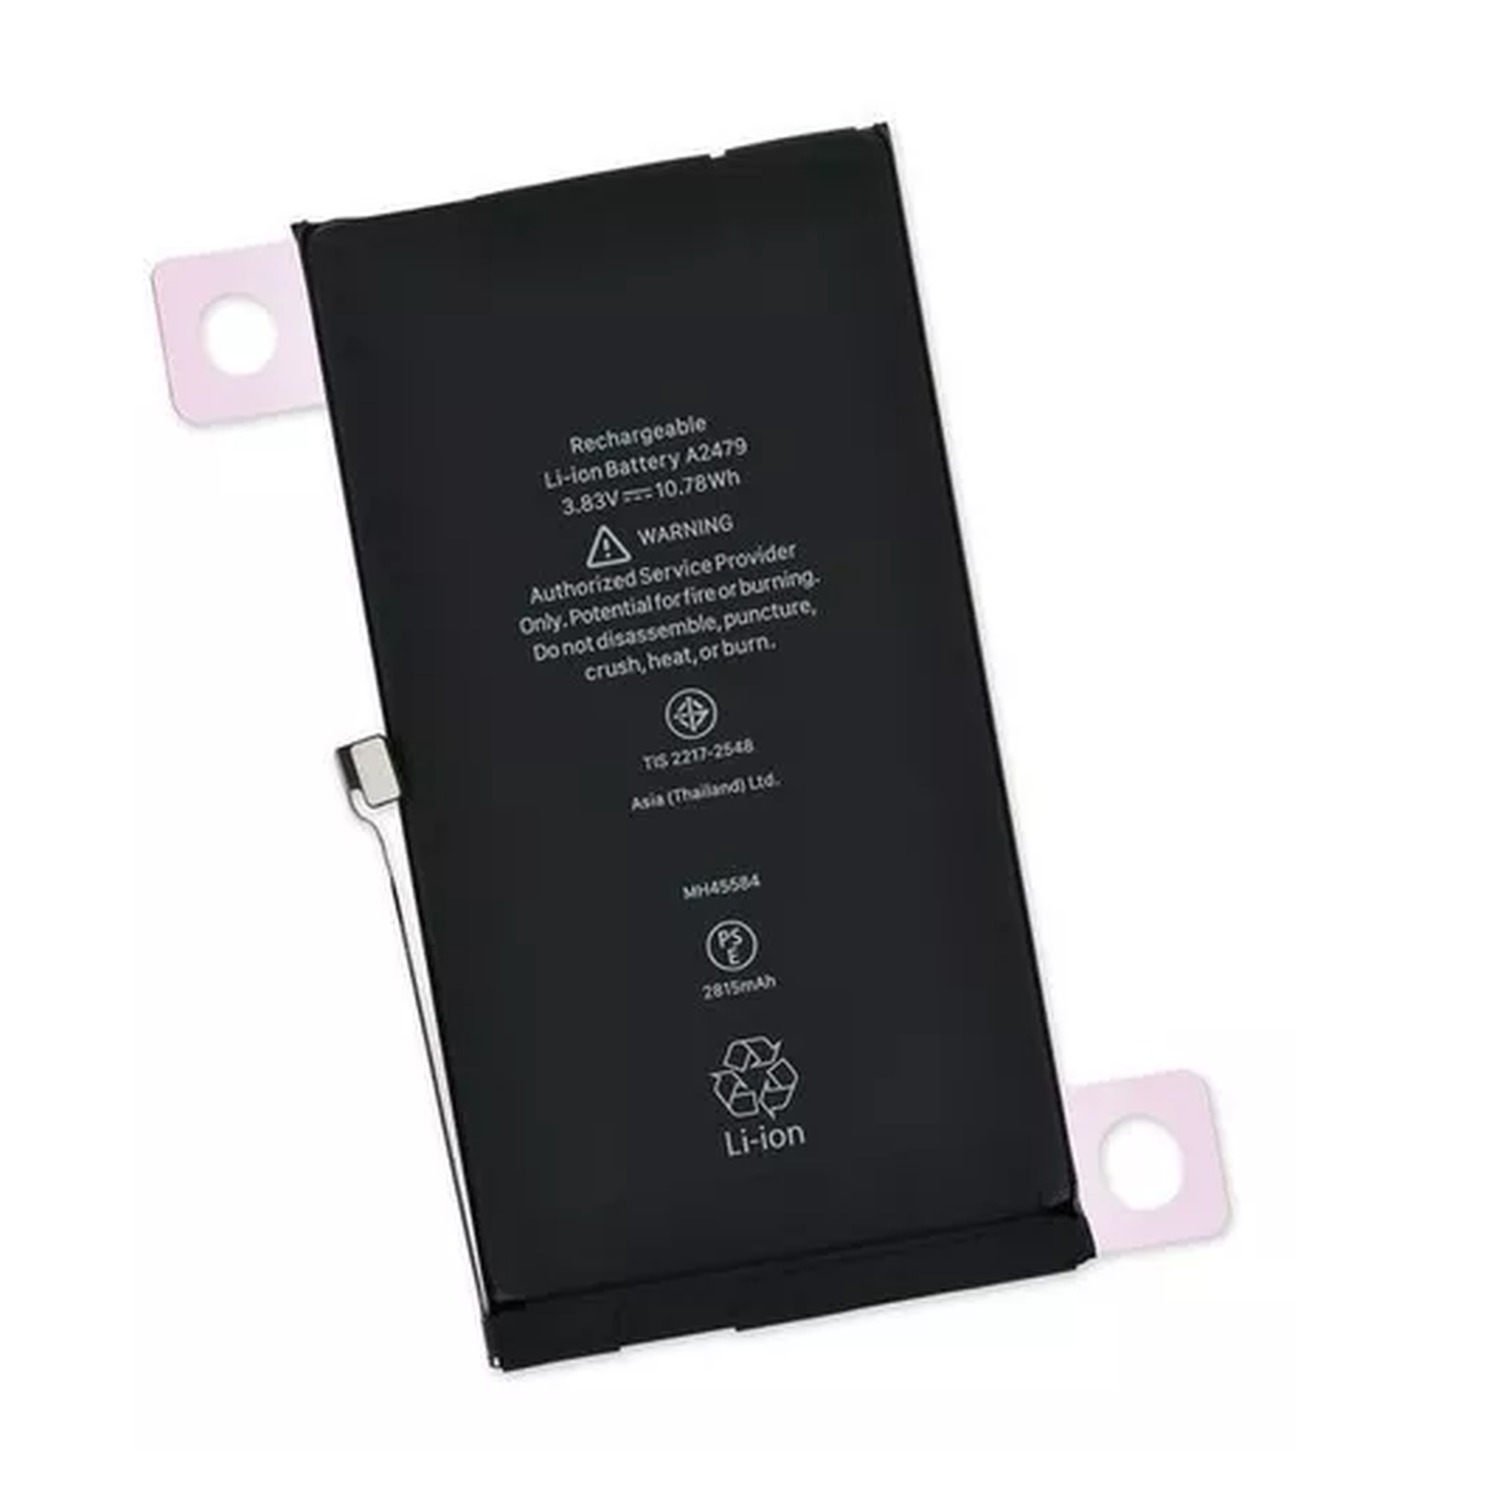 Rechargeable
Li-ion Battery A2479
3.83V⎓10.78Wh
WARNING
Authorized Service Provider
Only. Potential for fire or burning.
Do not disassemble, puncture,
crush, heat, or burn.
TIS 2217-2548
Asia (Thailand) Ltd.
MH45584
PS
E
2815mAh
Li-ion